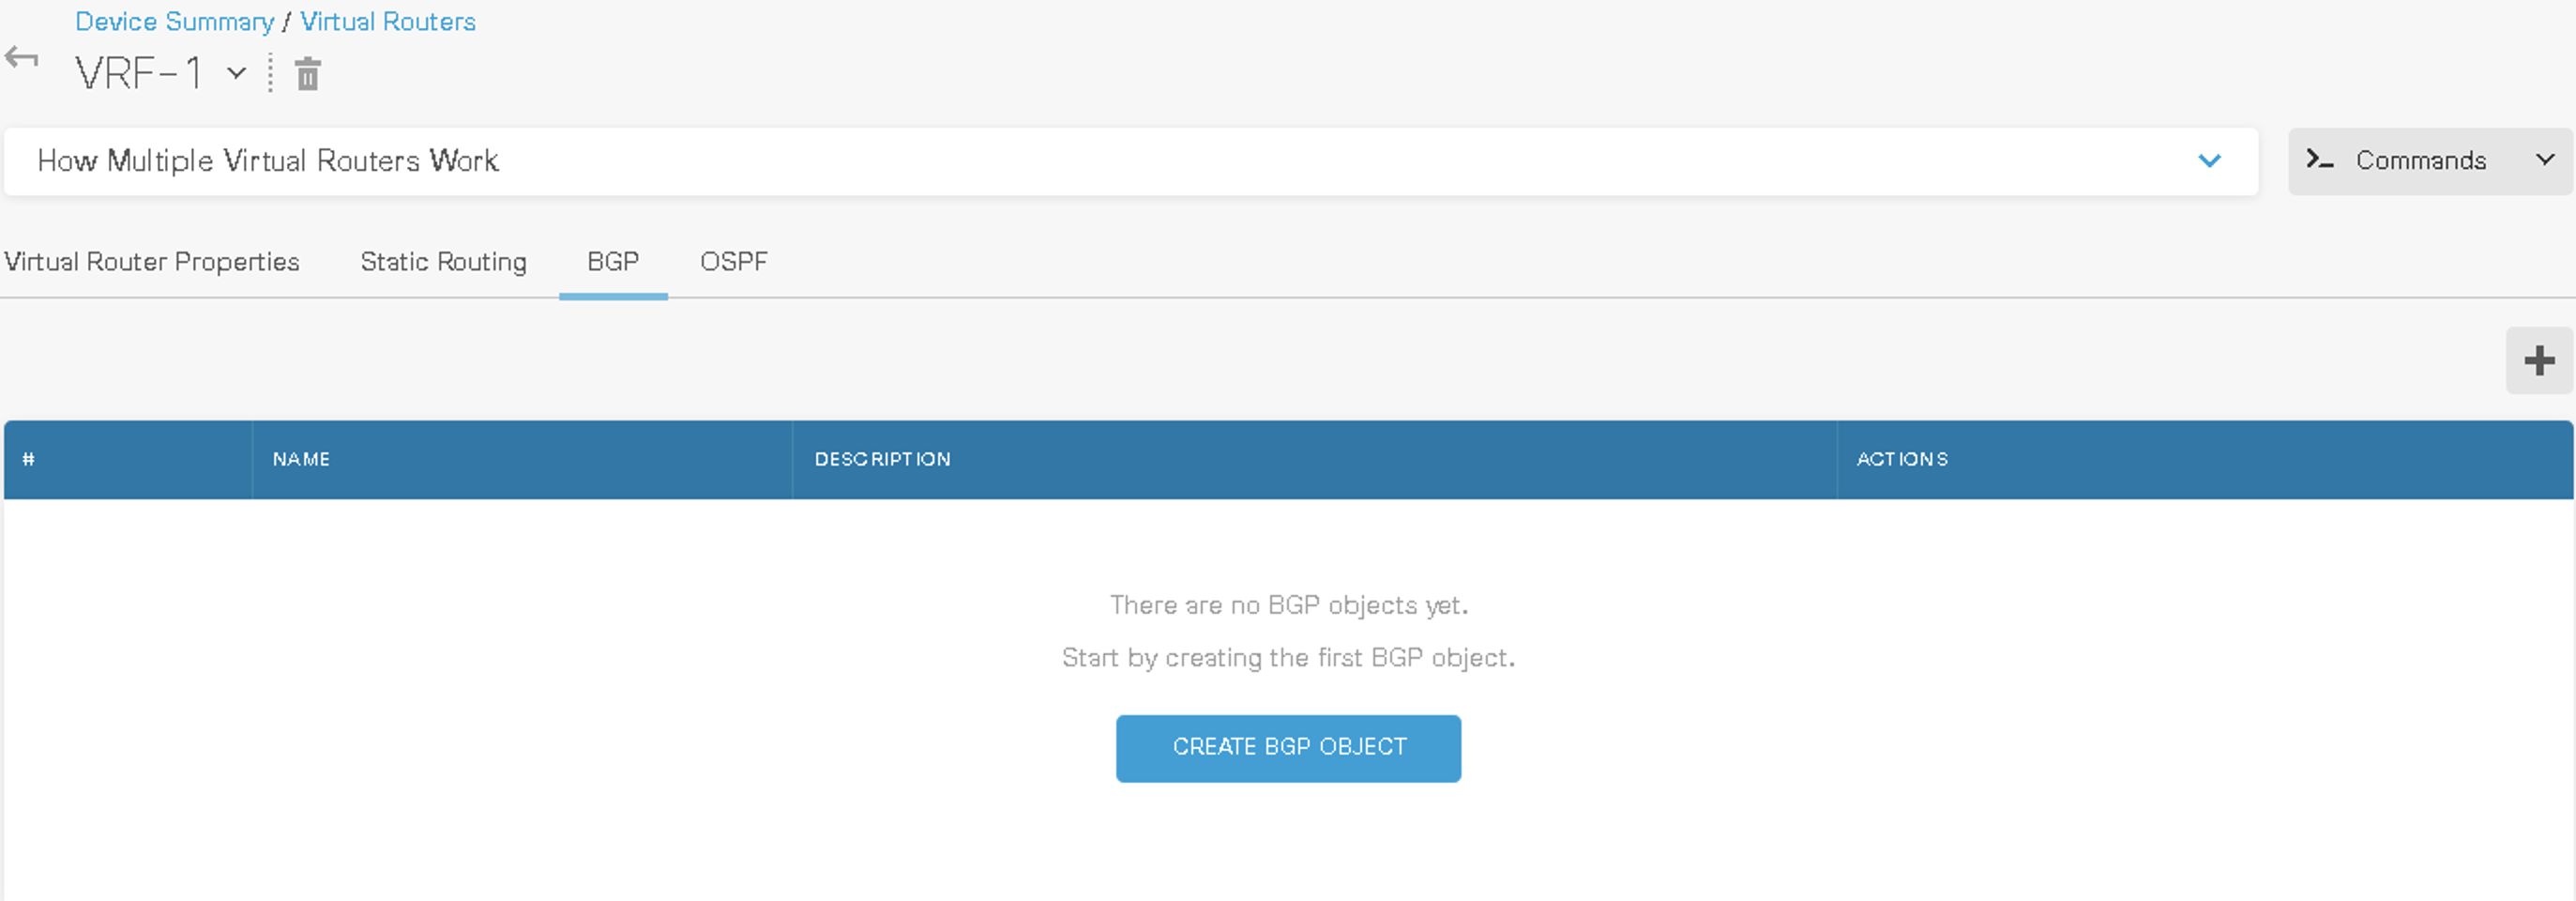 Device Summary / Virtual Routers
VRF-1
How Multiple Virtual Routers Work
Commands
Virtual Router Properties Static Routing BGP OSPF
# NAME DESCRIPTION ACTIONS
There are no BGP objects yet.
Start by creating the first BGP object.
CREATE BGP OBJECT